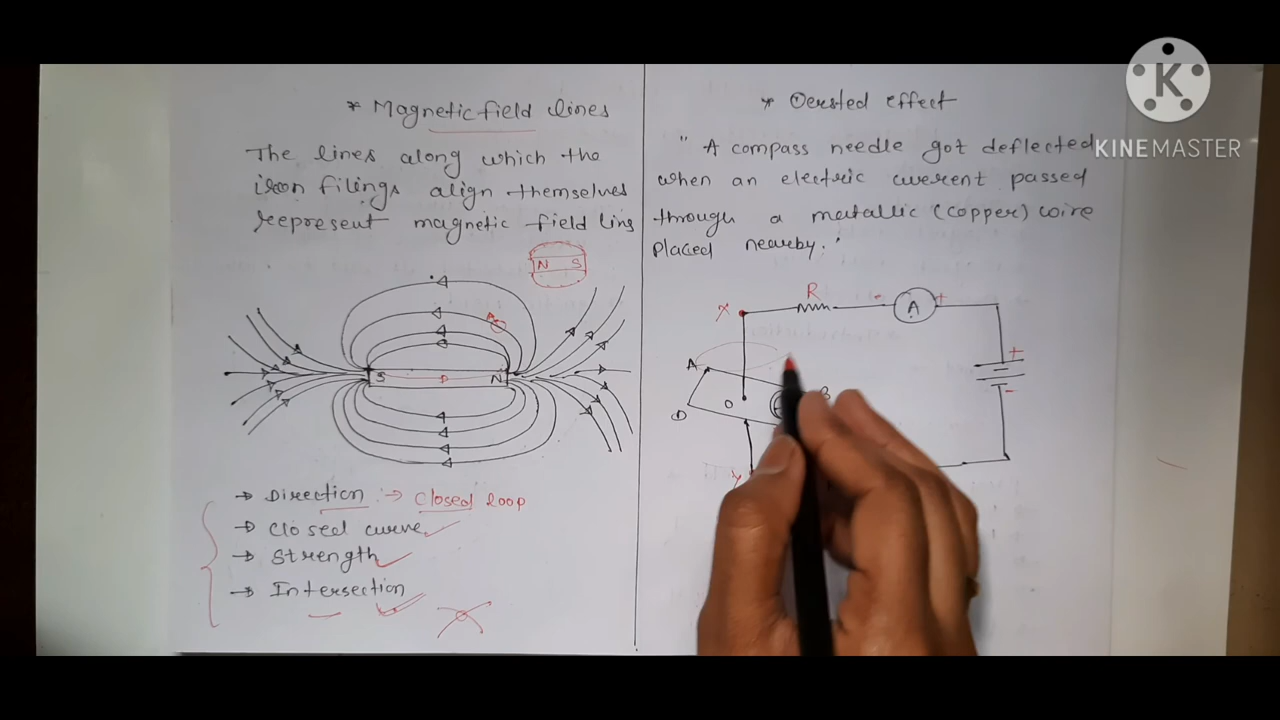 * Magnetic field lines
The lines along which the
iron filings align themselves
represent magnetic field lins
N S
A
S P N
→ Direction :→ Closed loop
→ Closed curve
→ Strength
→ Intersection
* Oersted effect
" A compass needle got deflected
when an electric current passed
through a metallic (copper) wire
placed nearby."
R
X - A +
+
A
B
O
D
-
Y
K
KINEMASTER